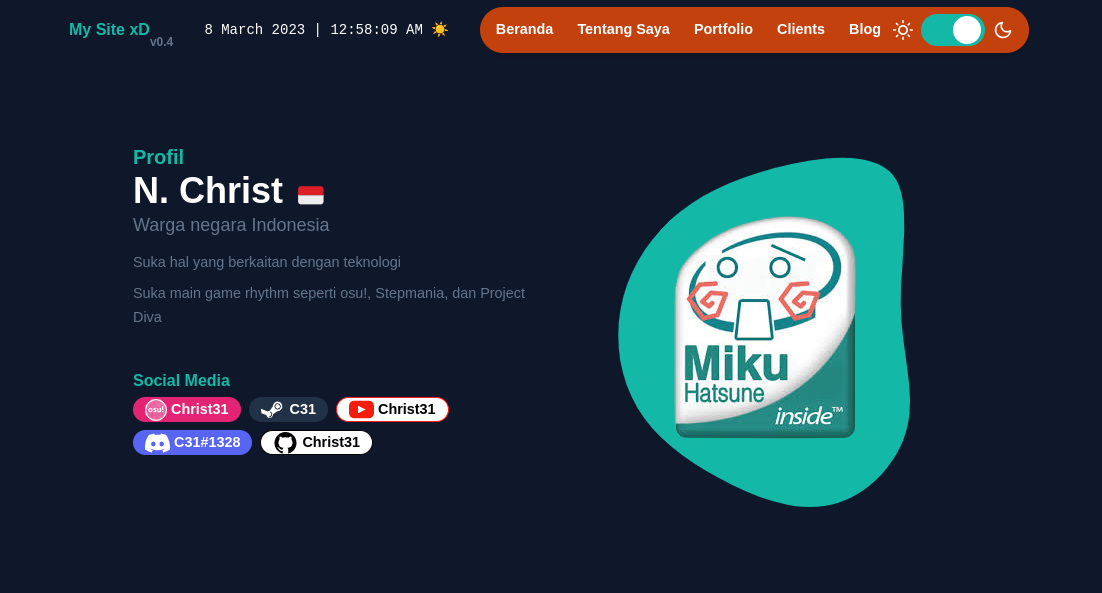 My Site xD v0.4
8 March 2023 | 12:58:09 AM ☀️
Beranda Tentang Saya Portfolio Clients Blog
Profil
N. Christ 🇮🇩
Warga negara Indonesia
Suka hal yang berkaitan dengan teknologi
Suka main game rhythm seperti osu!, Stepmania, dan Project
Diva
Social Media
osu! Christ31 C31 Christ31
C31#1328 Christ31
Miku
Hatsune
inside™